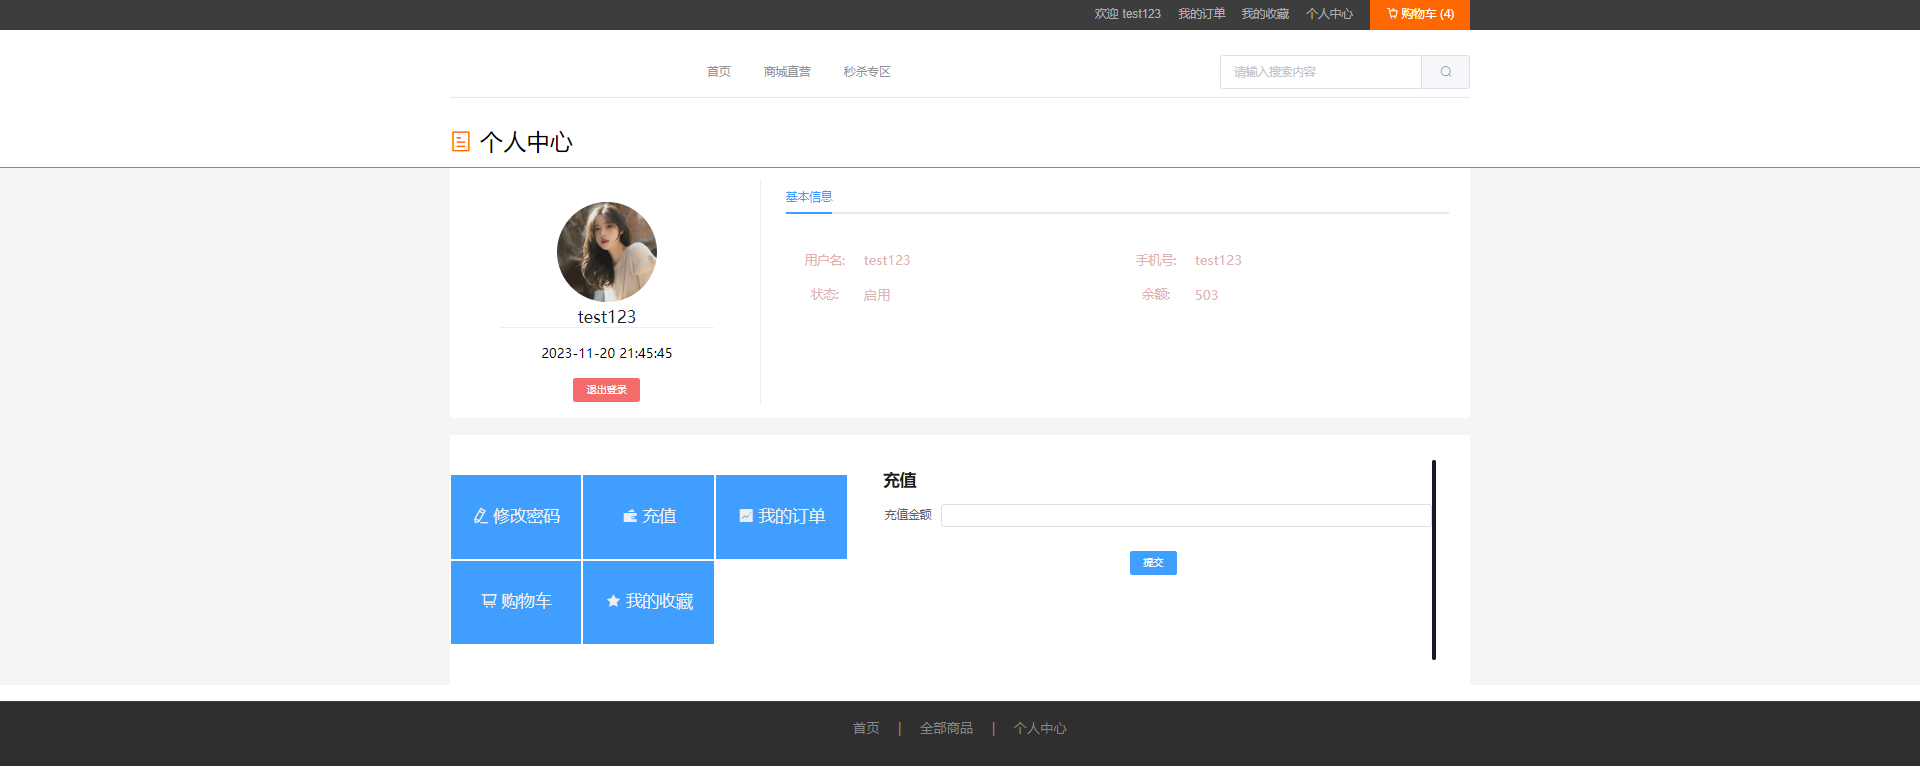 欢迎 test123 我的订单 我的收藏 个人中心 购物车 (4)
首页 商城直营 秒杀专区 请输入搜索内容
个人中心
基本信息
用户名: test123 手机号: test123
状态: 启用 余额: 503
test123
2023-11-20 21:45:45
退出登录
修改密码 充值 我的订单
购物车 我的收藏
充值
充值金额
提交
首页 | 全部商品 | 个人中心